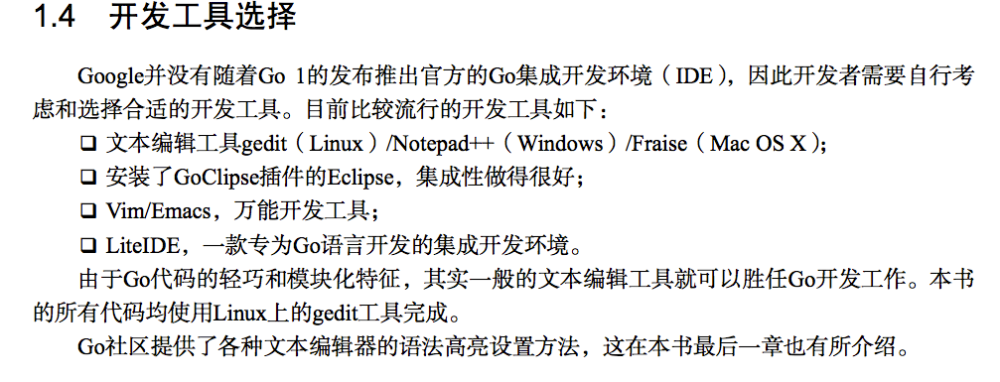 1.4 开发工具选择
Google并没有随着Go 1的发布推出官方的Go集成开发环境（IDE），因此开发者需要自行考
虑和选择合适的开发工具。目前比较流行的开发工具如下：
❑ 文本编辑工具gedit（Linux）/Notepad++（Windows）/Fraise（Mac OS X）；
❑ 安装了GoClipse插件的Eclipse，集成性做得很好；
❑ Vim/Emacs，万能开发工具；
❑ LiteIDE，一款专为Go语言开发的集成开发环境。
由于Go代码的轻巧和模块化特征，其实一般的文本编辑工具就可以胜任Go开发工作。本书
的所有代码均使用Linux上的gedit工具完成。
Go社区提供了各种文本编辑器的语法高亮设置方法，这在本书最后一章也有所介绍。